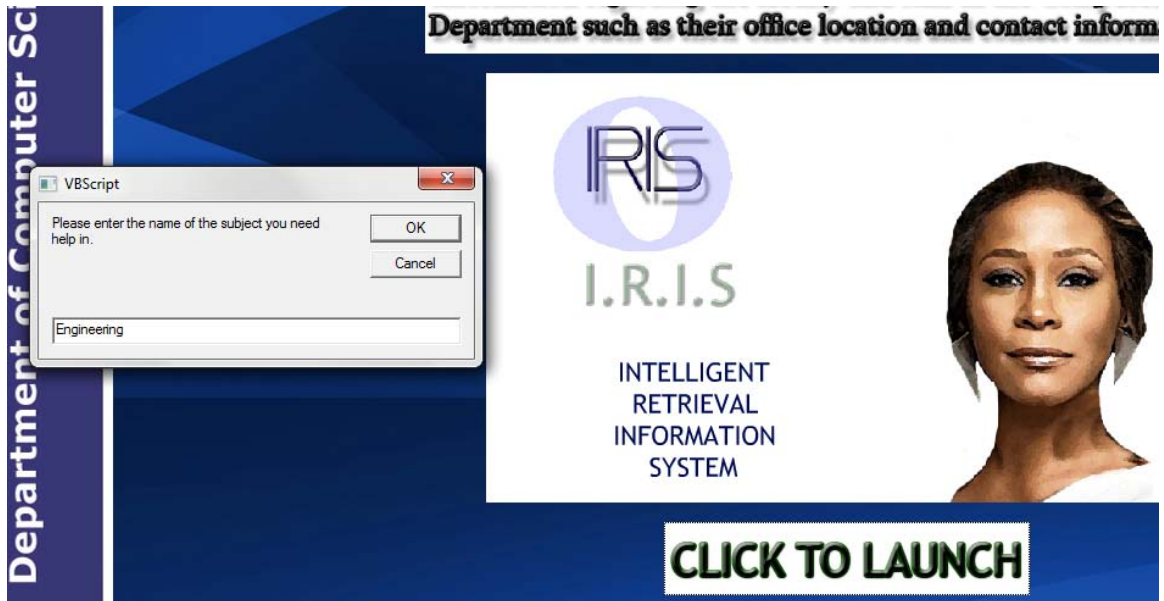 Department of Computer Sc
Department such as their office location and contact inform
VBScript
Please enter the name of the subject you need
help in.
OK
Cancel
Engineering
IRIS
I.R.I.S
INTELLIGENT
RETRIEVAL
INFORMATION
SYSTEM
CLICK TO LAUNCH